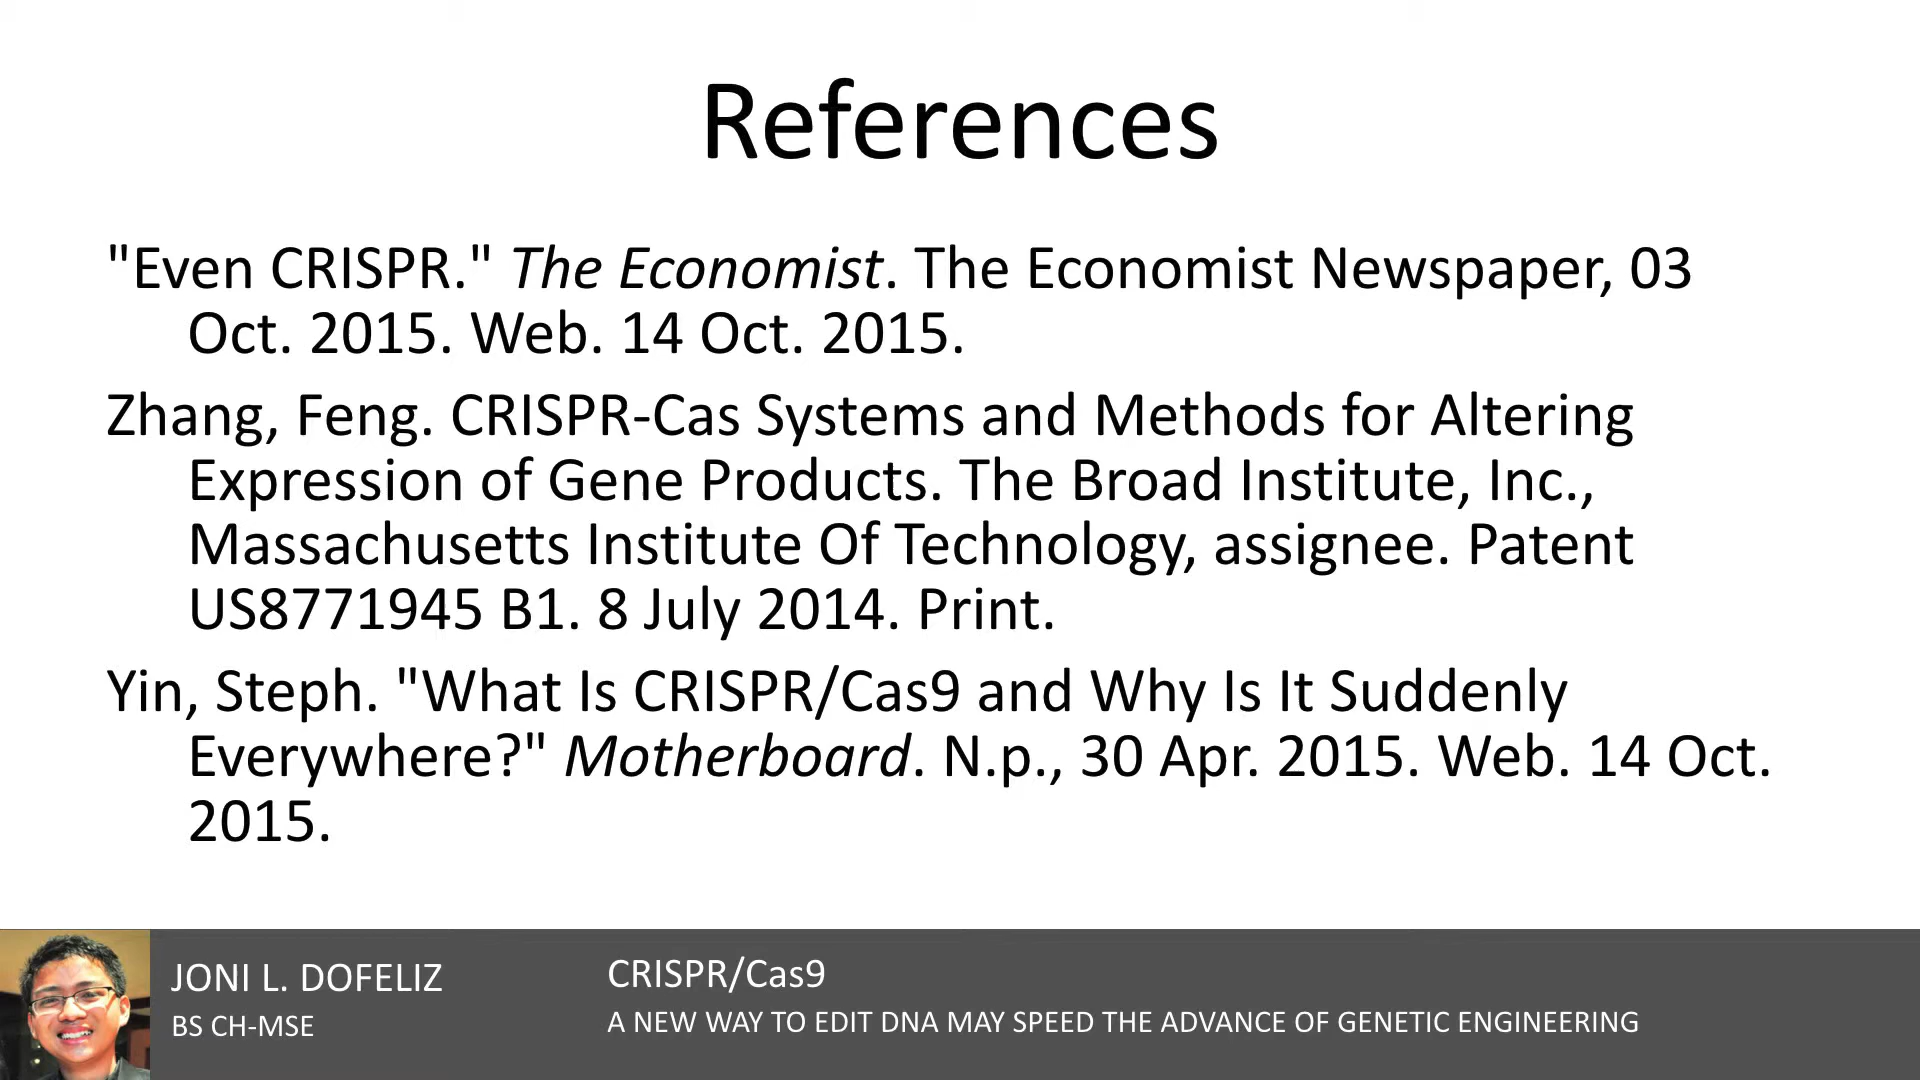 References
"Even CRISPR." The Economist. The Economist Newspaper, 03
Oct. 2015. Web. 14 Oct. 2015.
Zhang, Feng. CRISPR-Cas Systems and Methods for Altering
Expression of Gene Products. The Broad Institute, Inc.,
Massachusetts Institute Of Technology, assignee. Patent
US8771945 B1. 8 July 2014. Print.
Yin, Steph. "What Is CRISPR/Cas9 and Why Is It Suddenly
Everywhere?" Motherboard. N.p., 30 Apr. 2015. Web. 14 Oct.
2015.
JONI L. DOFELIZ
BS CH-MSE
CRISPR/Cas9
A NEW WAY TO EDIT DNA MAY SPEED THE ADVANCE OF GENETIC ENGINEERING